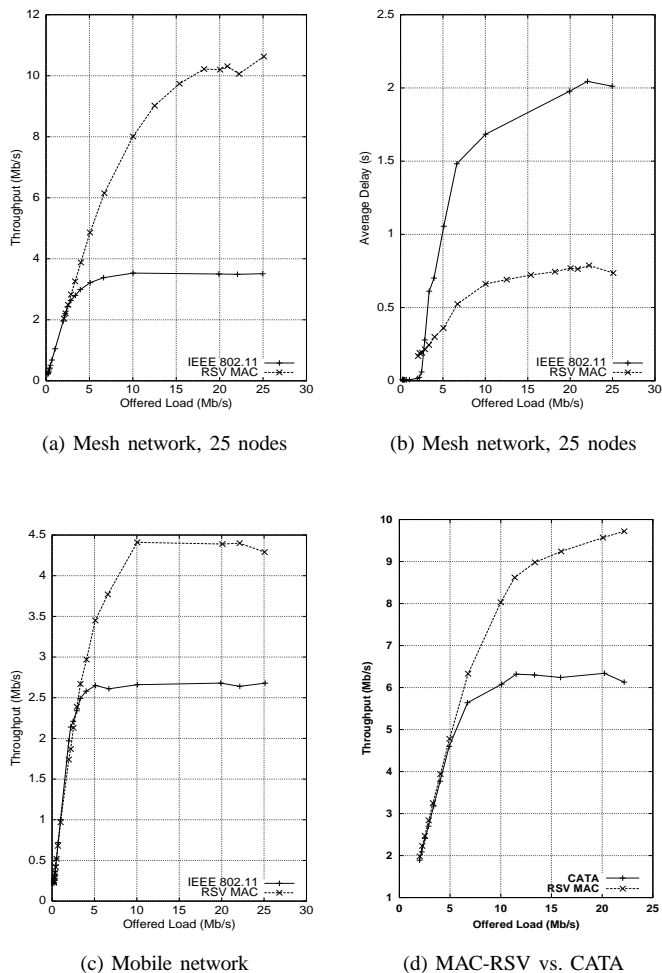 12
10
8
6
4
2
0
0 5 10 15 20 25 30
Throughput (Mb/s)
Offered Load (Mb/s)
IEEE 802.11
RSV MAC
(a) Mesh network, 25 nodes
2.5
2
1.5
1
0.5
0
0 5 10 15 20 25 30
Average Delay (s)
Offered Load (Mb/s)
IEEE 802.11
RSV MAC
(b) Mesh network, 25 nodes
4.5
4
3.5
3
2.5
2
1.5
1
0.5
0
0 5 10 15 20 25 30
Throughput (Mb/s)
Offered Load (Mb/s)
IEEE 802.11
RSV MAC
(c) Mobile network
10
9
8
7
6
5
4
3
2
1
0 5 10 15 20 25
Throughput (Mb/s)
Offered Load (Mb/s)
CATA
RSV MAC
(d) MAC-RSV vs. CATA